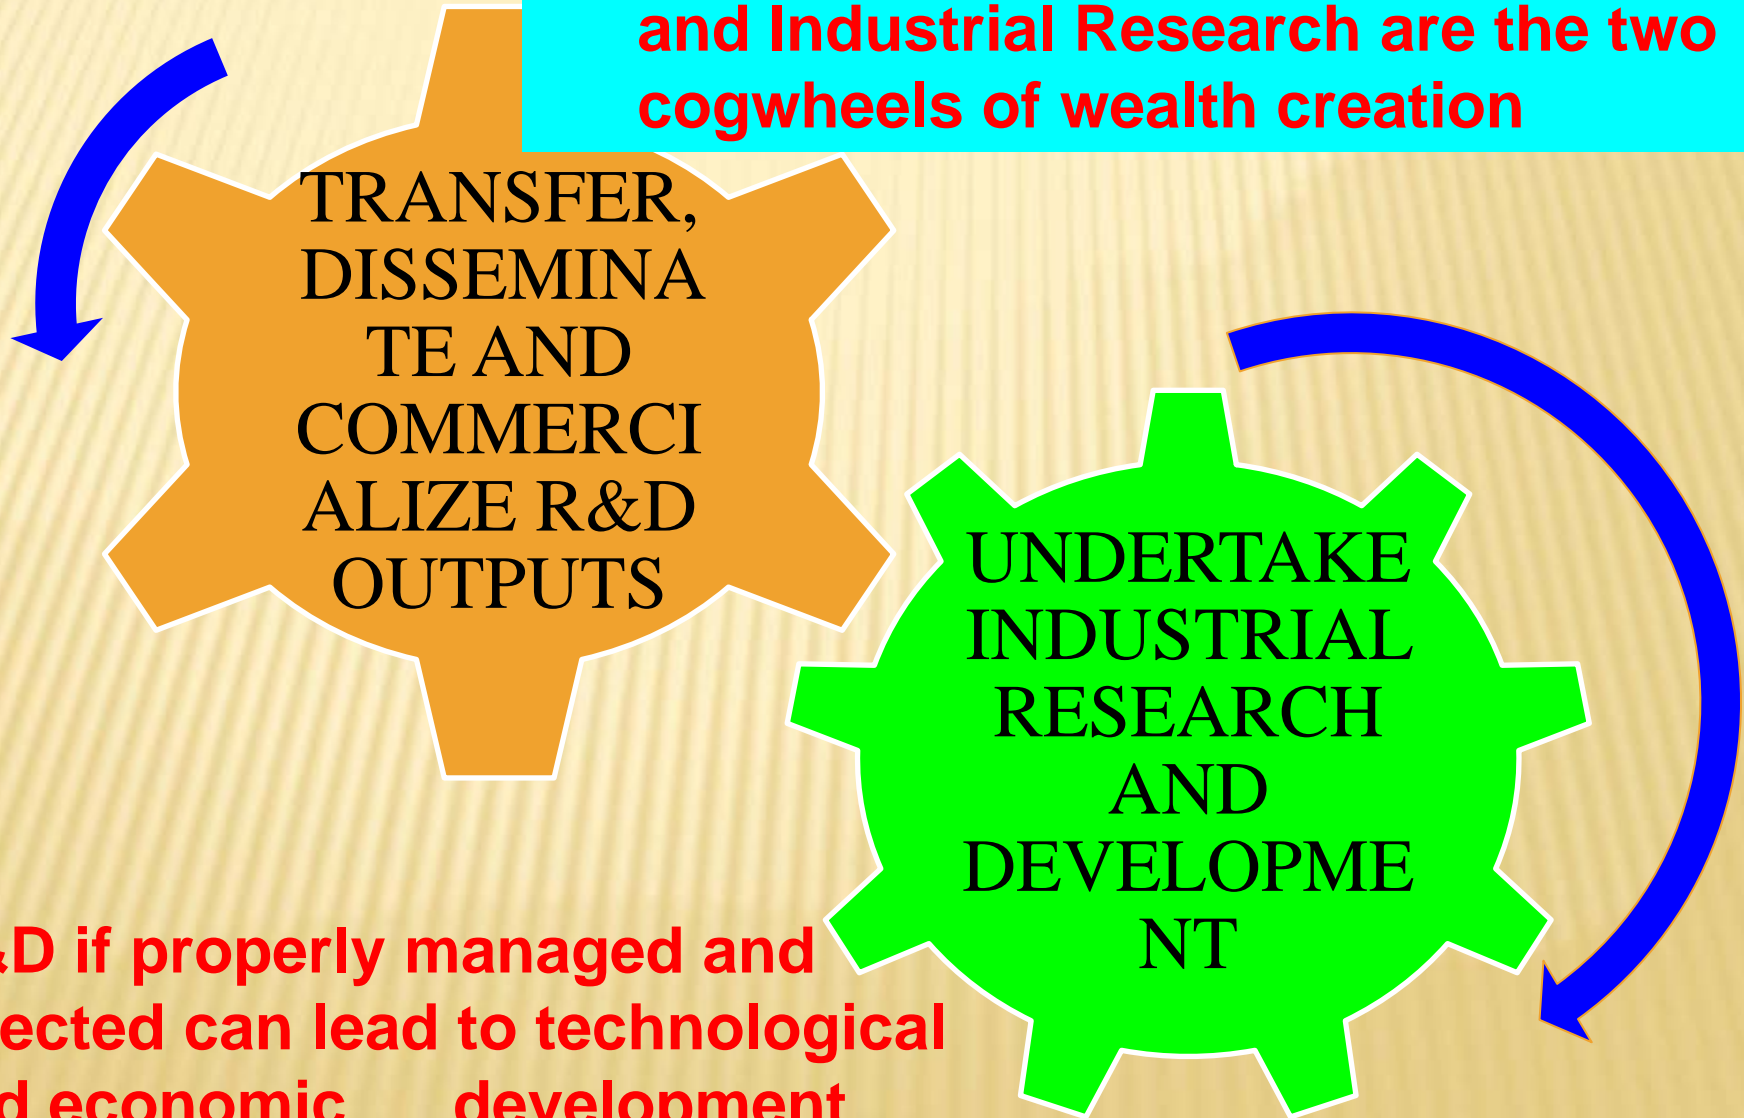 and Industrial Research are the two
cogwheels of wealth creation
TRANSFER,
DISSEMINA
TE AND
COMMERCI
ALIZE R&D
OUTPUTS
UNDERTAKE
INDUSTRIAL
RESEARCH
AND
DEVELOPME
NT
&D if properly managed and
ected can lead to technological
d economic development